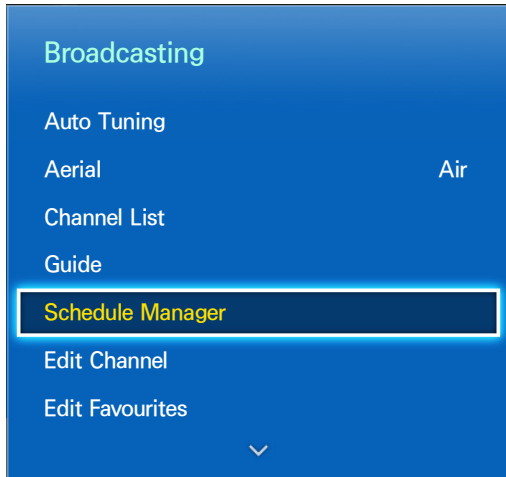 Broadcasting
Auto Tuning
Aerial Air
Channel List
Guide
Schedule Manager
Edit Channel
Edit Favourites